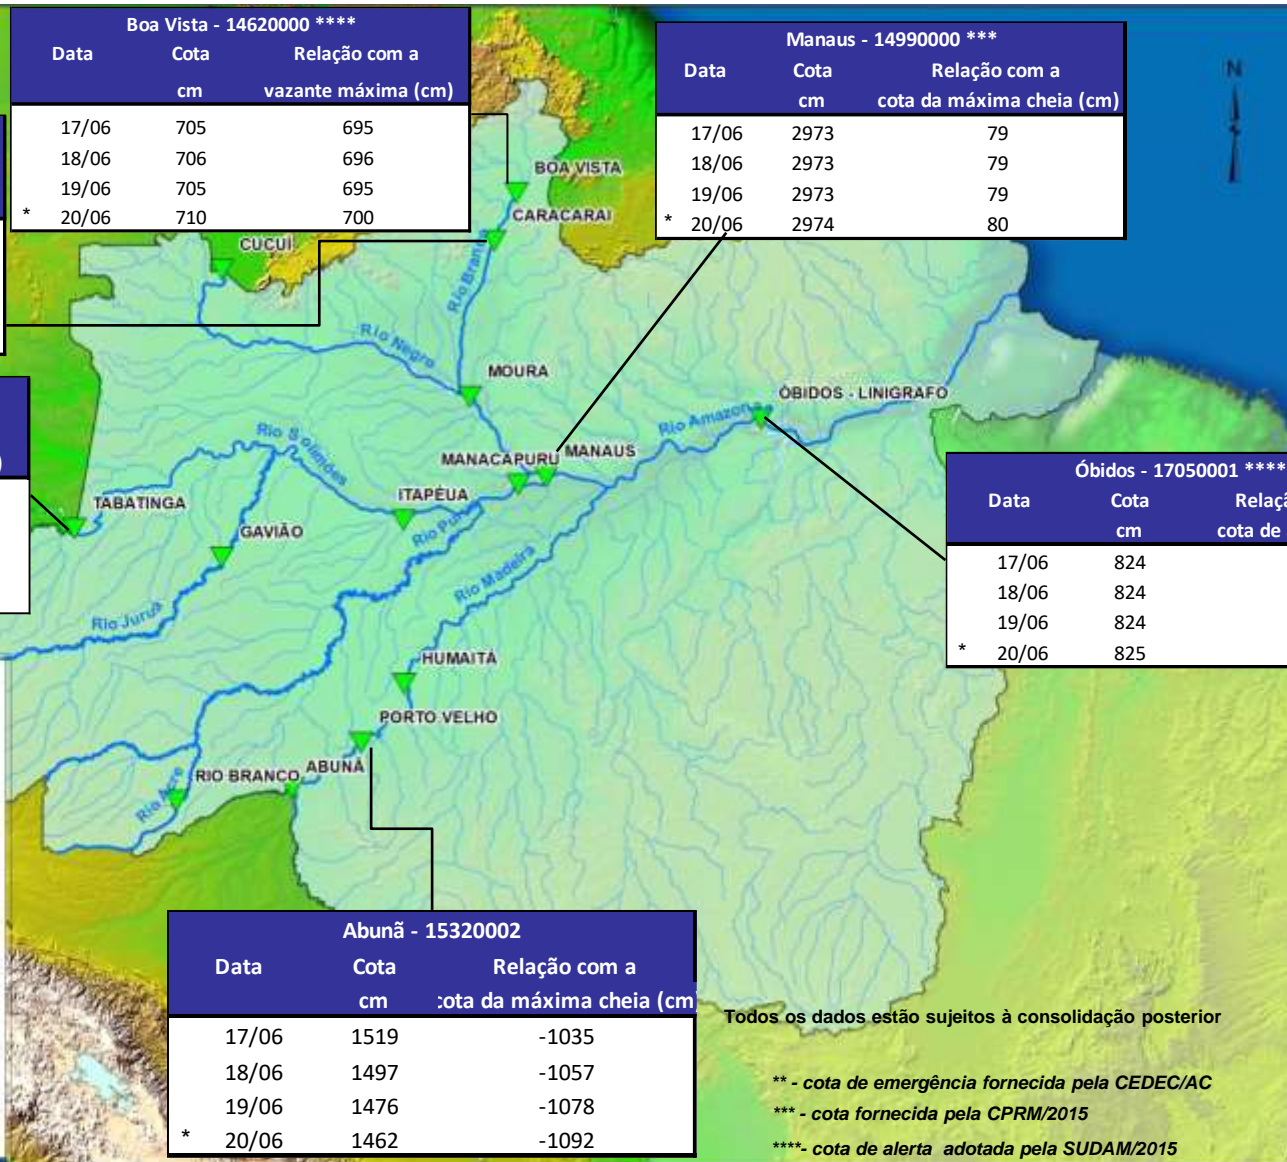 Boa Vista - 14620000 ****
Data Cota Relação com a
cm vazante máxima (cm)
17/06 705 695
18/06 706 696
19/06 705 695
* 20/06 710 700
Manaus - 14990000 ***
Data Cota Relação com a
cm cota da máxima cheia (cm)
17/06 2973 79
18/06 2973 79
19/06 2973 79
* 20/06 2974 80
N
BOA VISTA
CARACARAI
CUCUÍ
Rio Branco
Rio Negro
MOURA
ÓBIDOS - LINIGRAFO
Rio Amazonas
Rio Solimões
MANACAPURU MANAUS
)
TABATINGA
ITAPÉUA
GAVIÃO
Rio Purus
Rio Madeira
Rio Juruá
Óbidos - 17050001 ****
Data Cota
cm cota de
17/06 824
18/06 824
19/06 824
* 20/06 825
HUMAITÁ
PORTO VELHO
ABUNÃ
RIO BRANCO
Rio Acre
Abunã - 15320002
Data Cota Relação com a
cm cota da máxima cheia (cm
17/06 1519 -1035
18/06 1497 -1057
19/06 1476 -1078
* 20/06 1462 -1092
Todos os dados estão sujeitos à consolidação posterior
** - cota de emergência fornecida pela CEDEC/AC
*** - cota fornecida pela CPRM/2015
****- cota de alerta adotada pela SUDAM/2015